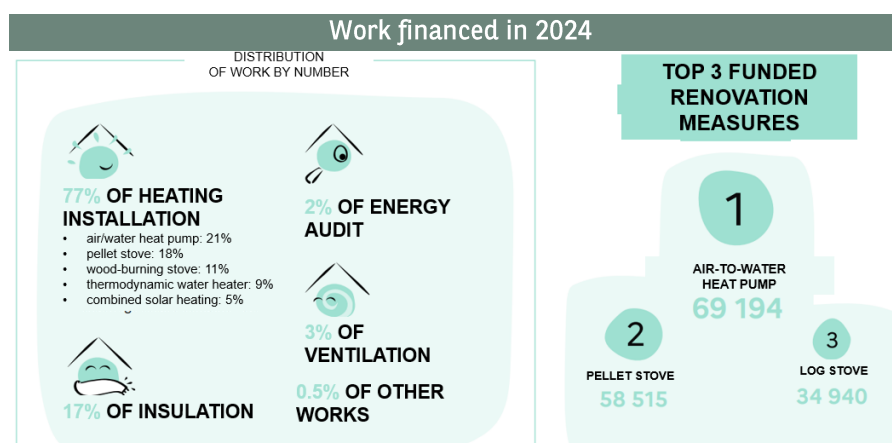 Work financed in 2024
DISTRIBUTION
OF WORK BY NUMBER
77% OF HEATING
INSTALLATION
• air/water heat pump: 21%
• pellet stove: 18%
• wood-burning stove: 11%
• thermodynamic water heater: 9%
• combined solar heating: 5%
17% OF INSULATION
2% OF ENERGY
AUDIT
3% OF
VENTILATION
0.5% OF OTHER
WORKS
TOP 3 FUNDED
RENOVATION
MEASURES
1
AIR-TO-WATER
HEAT PUMP
69 194
2
PELLET STOVE
58 515
3
LOG STOVE
34 940